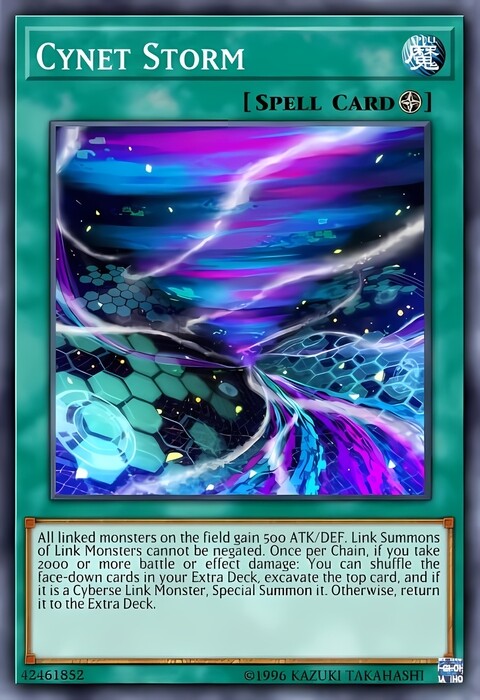 CYNET STORM
魔
[SPELL CARD]
All linked monsters on the field gain 500 ATK/DEF. Link Summons
of Link Monsters cannot be negated. Once per Chain, if you take
2000 or more battle or effect damage: You can shuffle the
face-down cards in your Extra Deck, excavate the top card, and if
it is a Cyberse Link Monster, Special Summon it. Otherwise, return
it to the Extra Deck.
42461852
©1996 KAZUKI TAKAHASHI